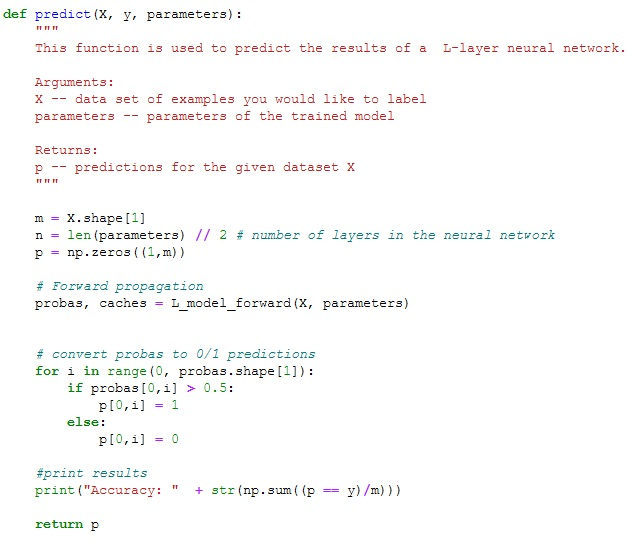 def predict(X, y, parameters):
    """
    This function is used to predict the results of a  L-layer neural network.
    
    Arguments:
    X -- data set of examples you would like to label
    parameters -- parameters of the trained model
    
    Returns:
    p -- predictions for the given dataset X
    """
    
    m = X.shape[1]
    n = len(parameters) // 2 # number of layers in the neural network
    p = np.zeros((1,m))
    
    # Forward propagation
    probas, caches = L_model_forward(X, parameters)

    
    # convert probas to 0/1 predictions
    for i in range(0, probas.shape[1]):
        if probas[0,i] > 0.5:
            p[0,i] = 1
        else:
            p[0,i] = 0
    
    #print results
    print("Accuracy: "  + str(np.sum((p == y)/m)))
        
    return p